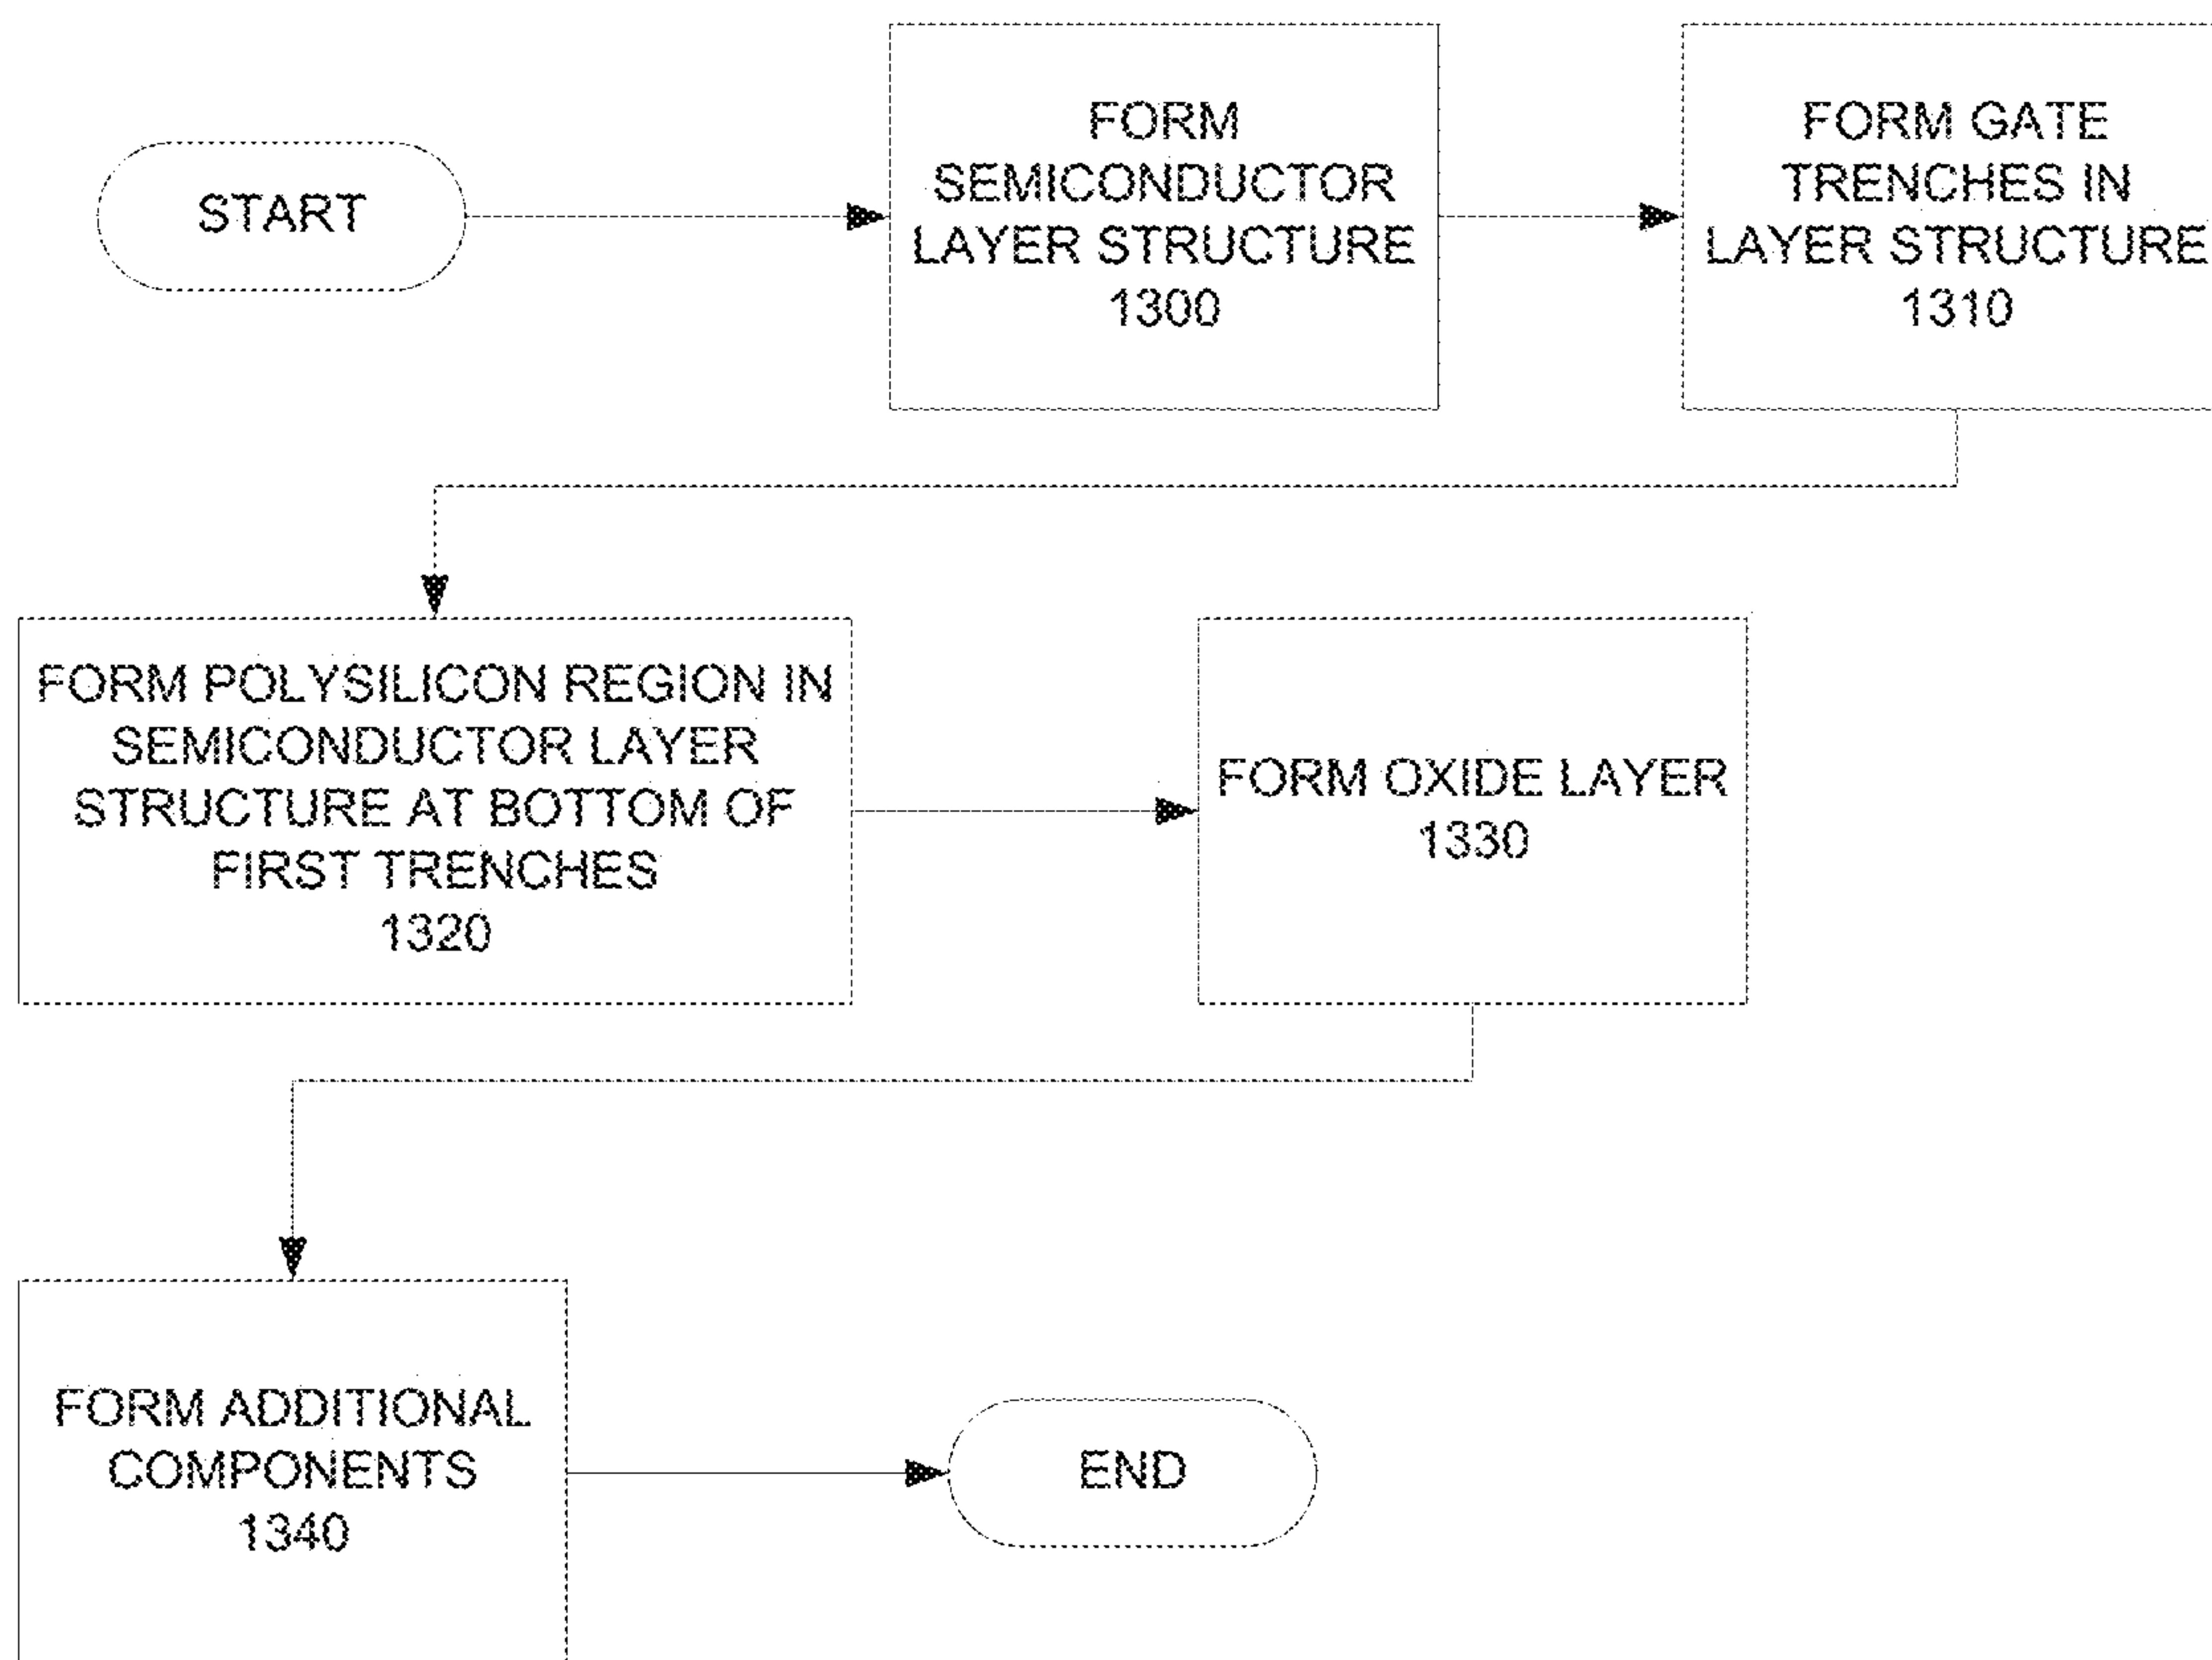 START
FORM
SEMICONDUCTOR
LAYER STRUCTURE
1300
FORM GATE
TRENCHES IN
LAYER STRUCTURE
1310
FORM POLYSILICON REGION IN
SEMICONDUCTOR LAYER
STRUCTURE AT BOTTOM OF
FIRST TRENCHES
1320
FORM OXIDE LAYER
1330
FORM ADDITIONAL
COMPONENTS
1340
END